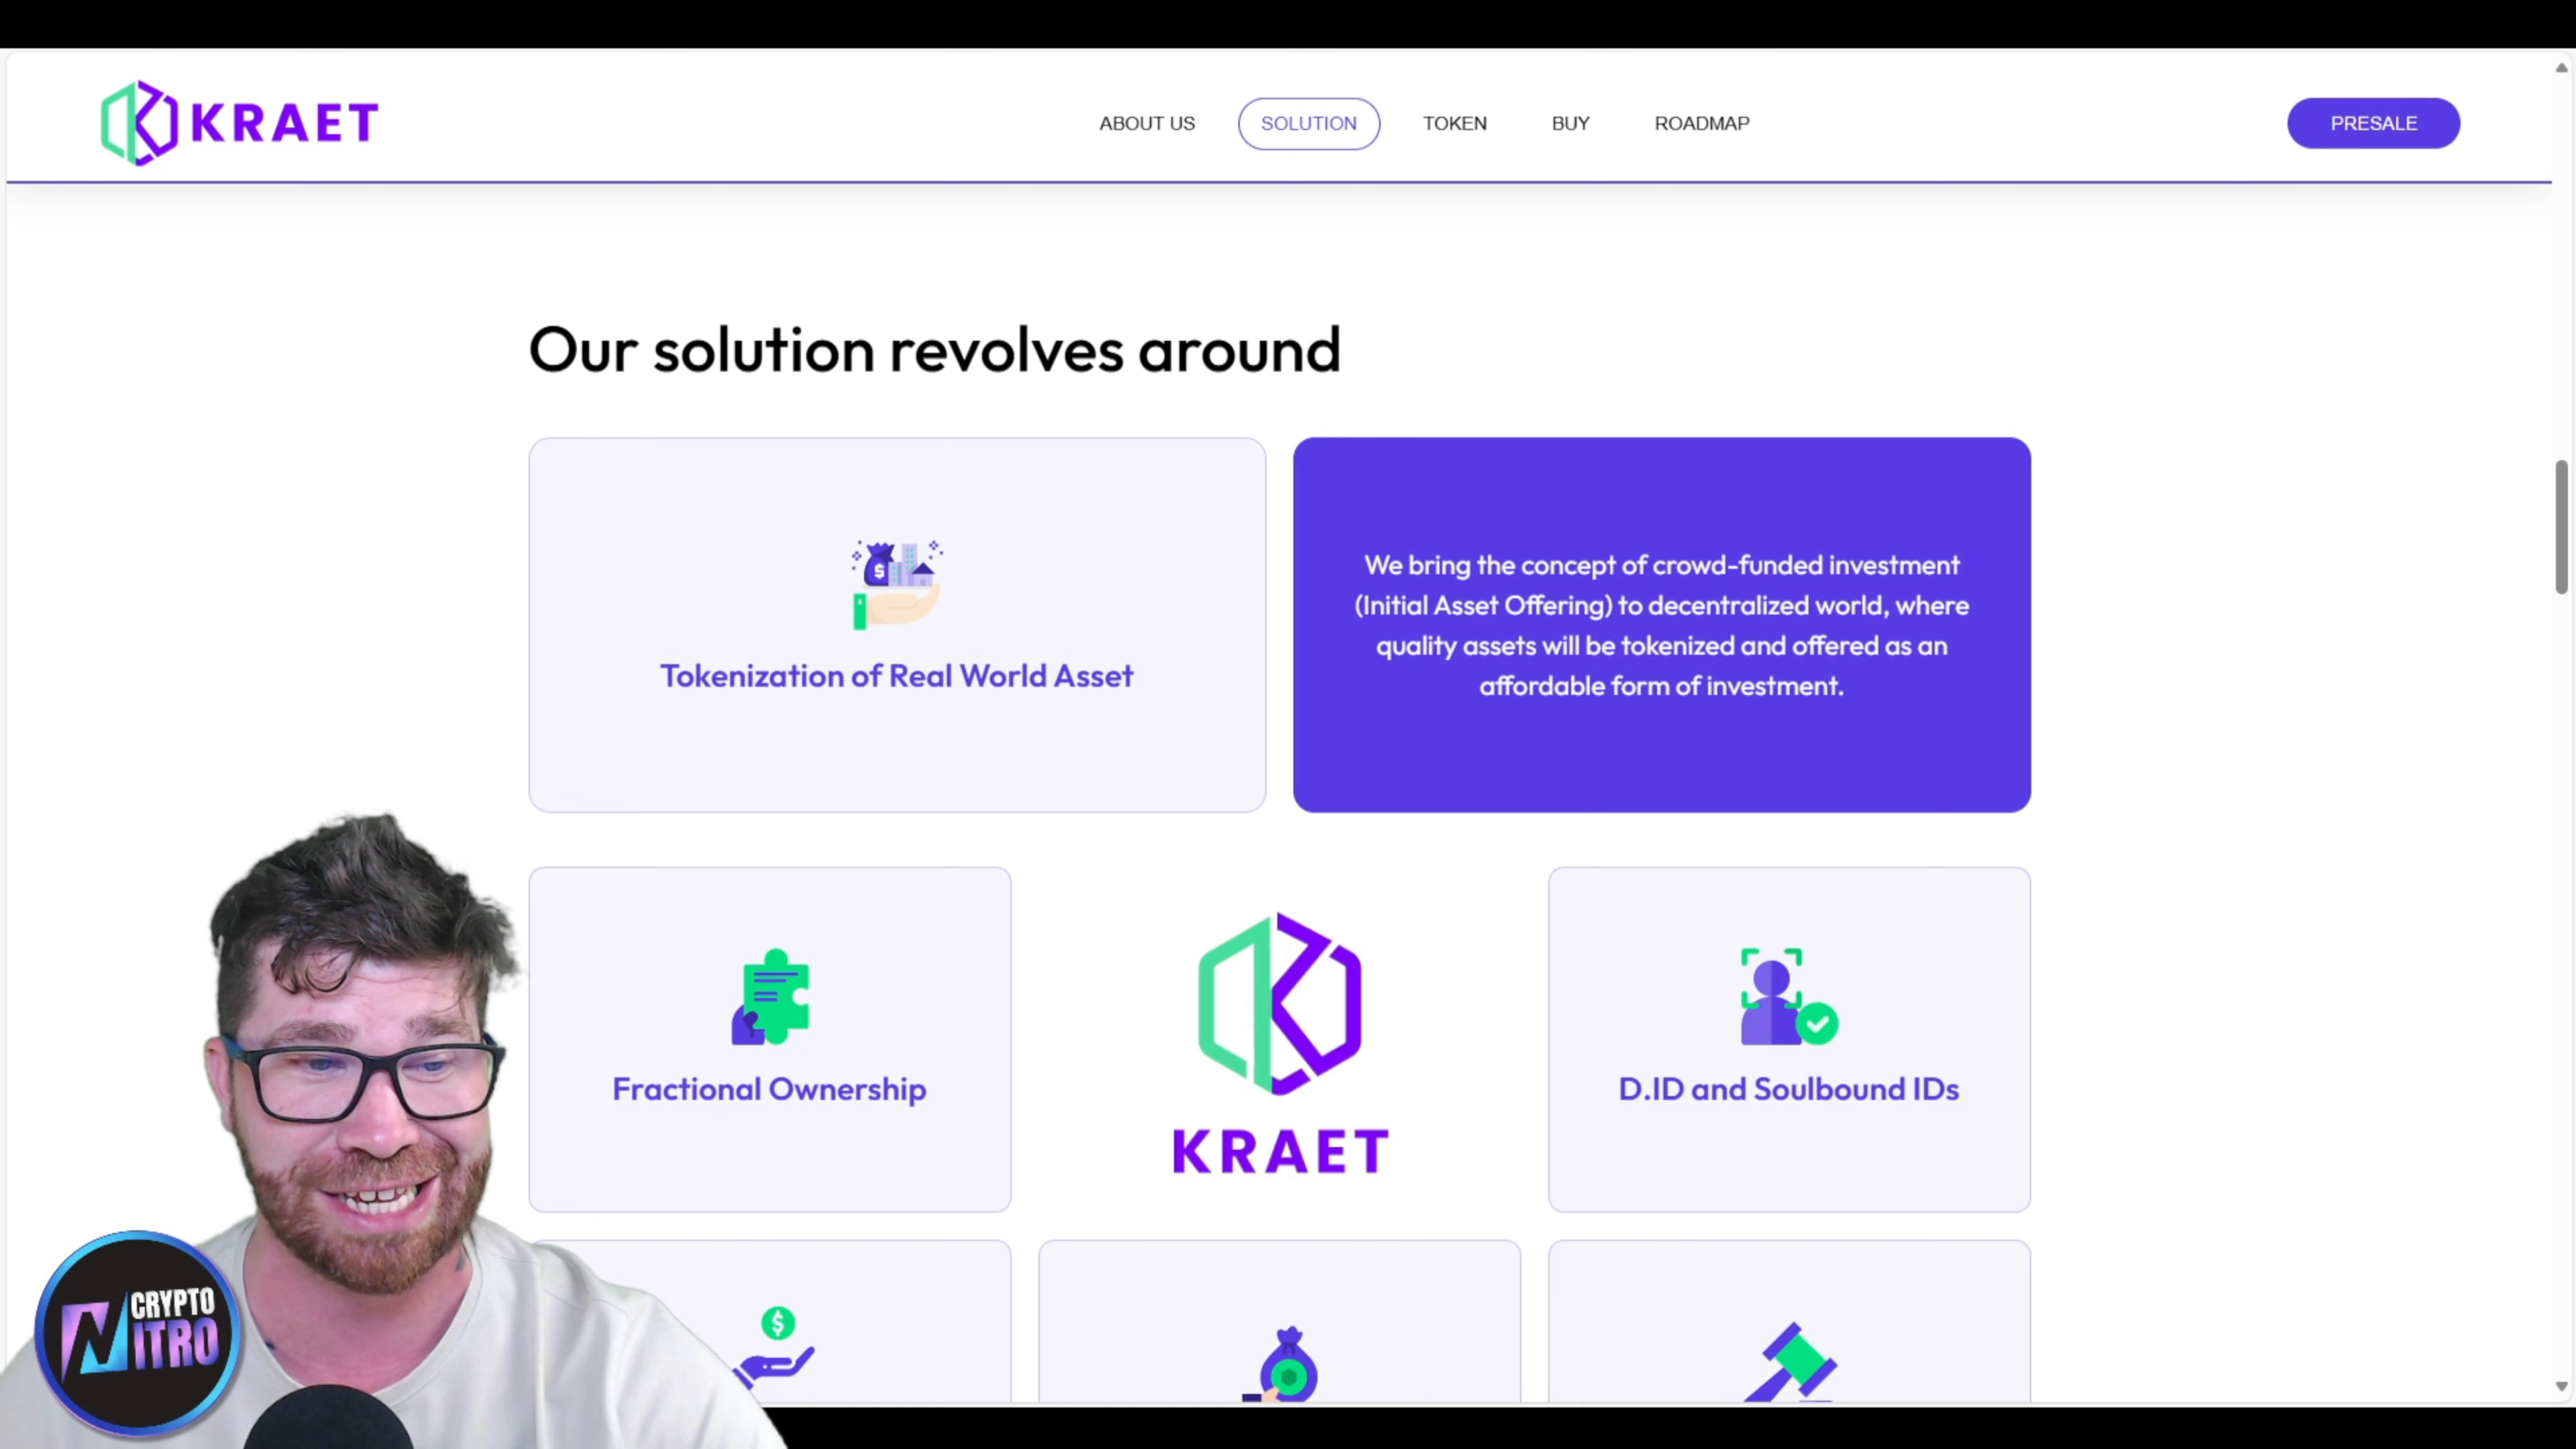 KRAET
ABOUT US
SOLUTION
TOKEN
BUY
ROADMAP
PRESALE
Our solution revolves around
Tokenization of Real World Asset
We bring the concept of crowd-funded investment
(Initial Asset Offering) to decentralized world, where
quality assets will be tokenized and offered as an
affordable form of investment.
Fractional Ownership
KRAET
D.ID and Soulbound IDs
CRYPTO
NITRO